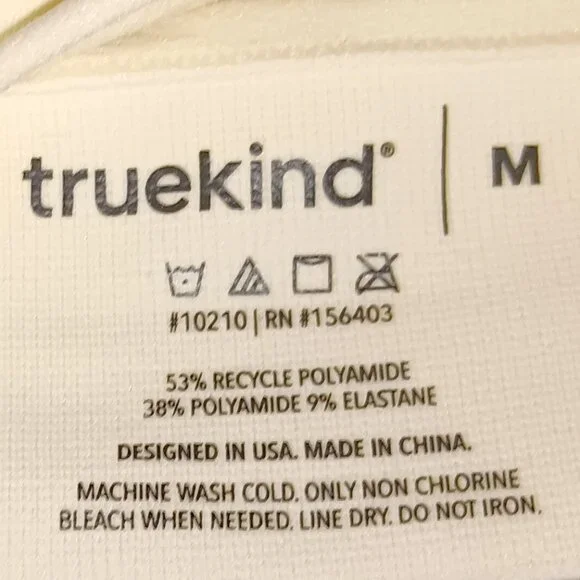 truekind® | M
#10210 | RN #156403
53% RECYCLE POLYAMIDE
38% POLYAMIDE 9% ELASTANE
DESIGNED IN USA. MADE IN CHINA.
MACHINE WASH COLD. ONLY NON CHLORINE
BLEACH WHEN NEEDED. LINE DRY. DO NOT IRON.